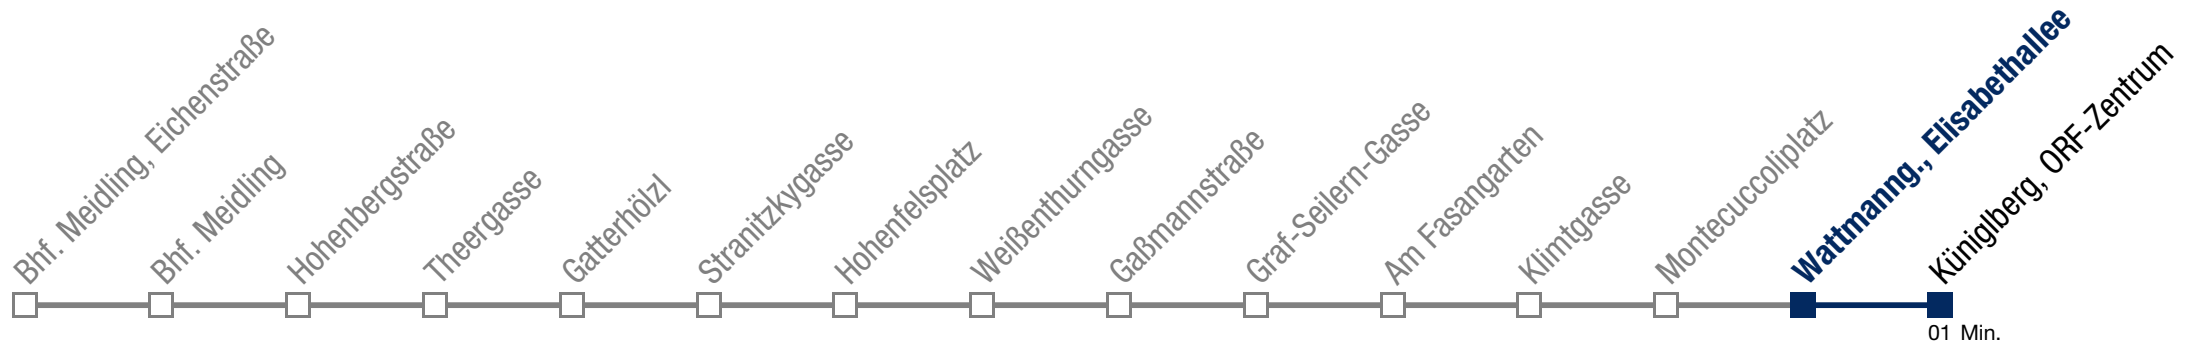 Bhf. Meidling, Eichenstraße
Bhf. Meidling
Hohenbergstraße
Theergasse
Gatterhölzl
Stranitzkygasse
Hohenfelsplatz
Weißenthurngasse
Gaßmannstraße
Graf-Seilern-Gasse
Am Fasangarten
Klimtgasse
Montecuccoliplatz
Wattmanng., Elisabethallee
Küniglberg, ORF-Zentrum
01 Min.